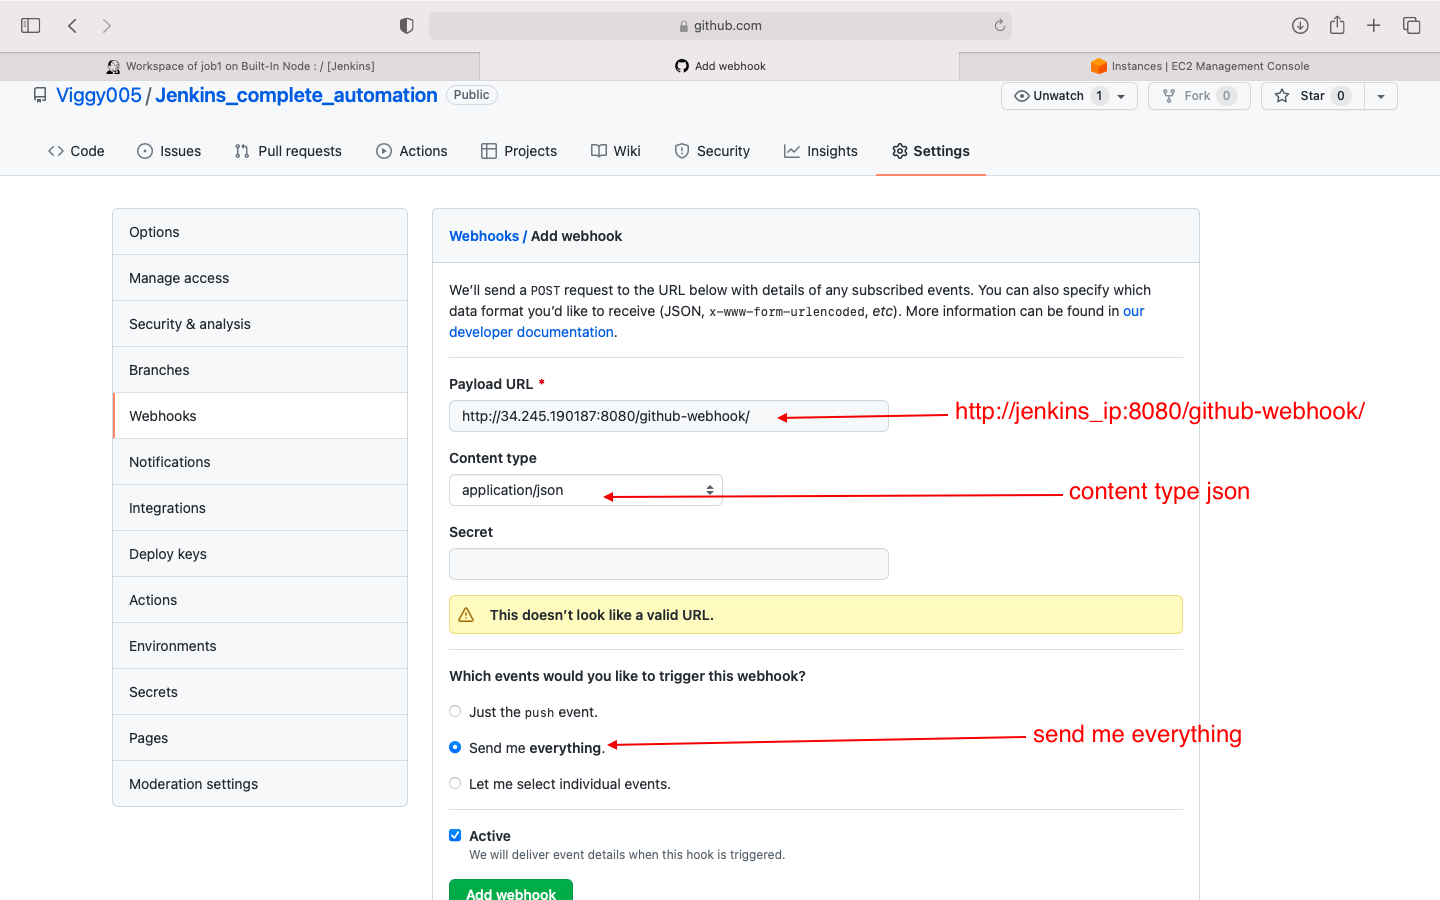 github.com
Workspace of job1 on Built-In Node : / [Jenkins]
Add webhook
Instances | EC2 Management Console
Viggy005 / Jenkins_complete_automation Public
Unwatch 1
Fork 0
Star 0
Code
Issues
Pull requests
Actions
Projects
Wiki
Security
Insights
Settings
Options
Manage access
Security & analysis
Branches
Webhooks
Notifications
Integrations
Deploy keys
Actions
Environments
Secrets
Pages
Moderation settings
Webhooks / Add webhook
We’ll send a POST request to the URL below with details of any subscribed events. You can also specify which
data format you’d like to receive (JSON, x-www-form-urlencoded, etc). More information can be found in our
developer documentation.
Payload URL *
http://34.245.190187:8080/github-webhook/
http://jenkins_ip:8080/github-webhook/
Content type
application/json
content type json
Secret
This doesn’t look like a valid URL.
Which events would you like to trigger this webhook?
Just the push event.
Send me everything.
send me everything
Let me select individual events.
Active
We will deliver event details when this hook is triggered.
Add webhook